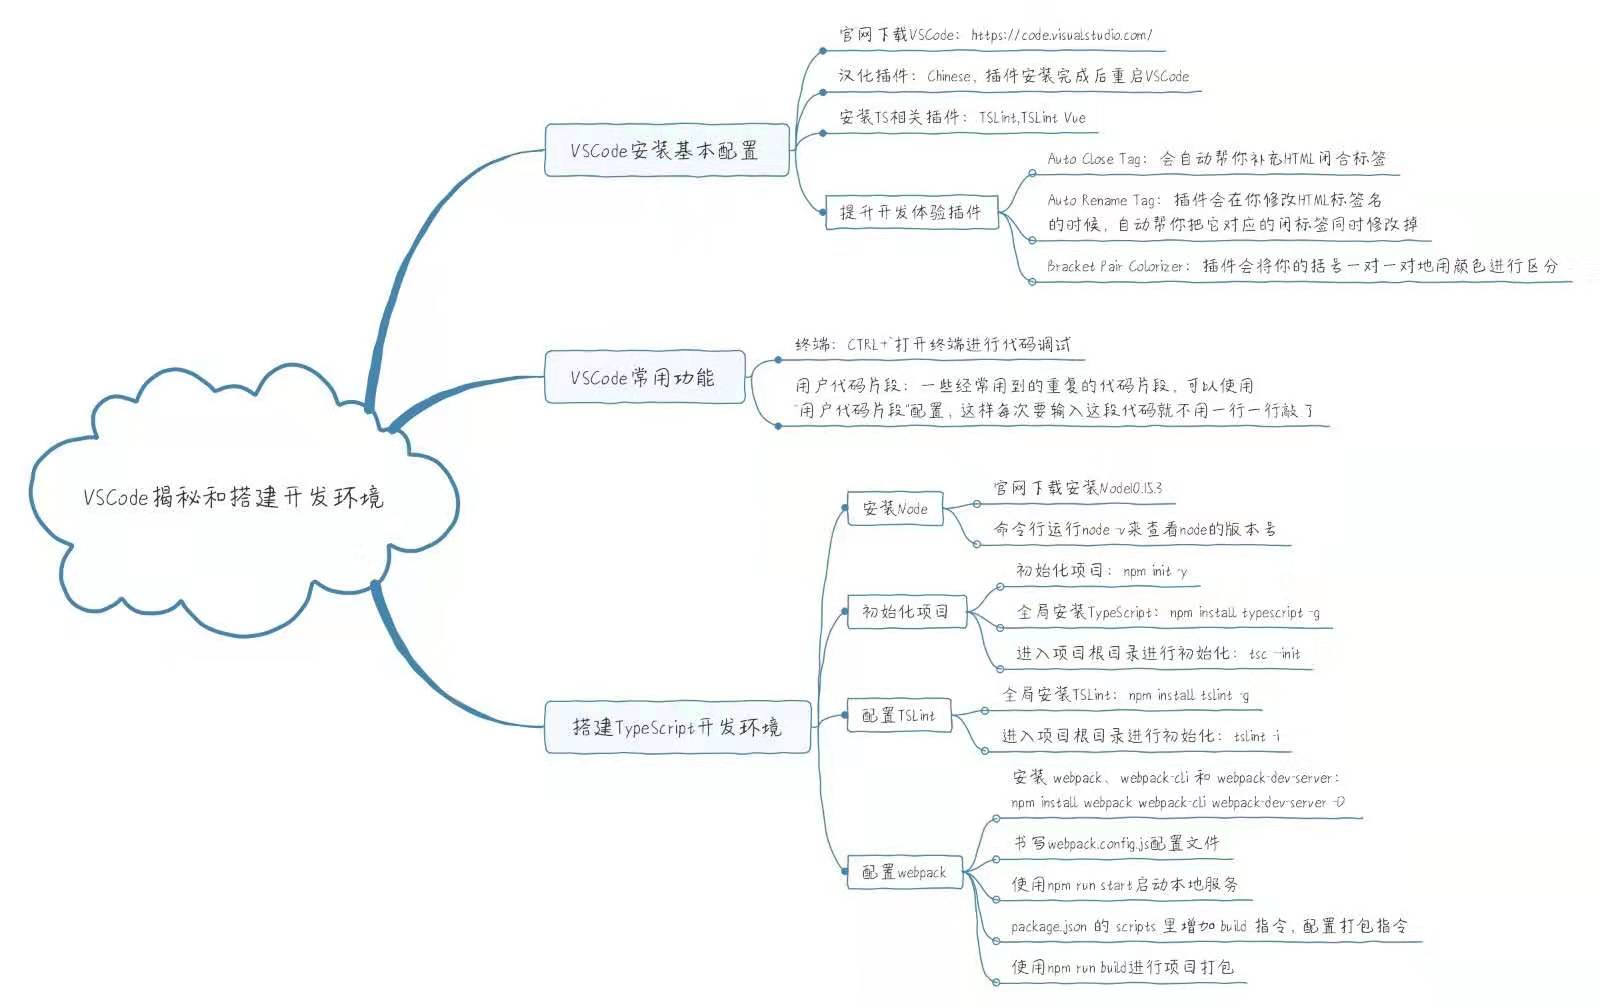 VSCode揭秘和搭建开发环境
VSCode安装基本配置
官网下载VSCode：https://code.visualstudio.com/
汉化插件：Chinese，插件安装完成后重启VSCode
安装TS相关插件：TSLint,TSLint Vue
提升开发体验插件
Auto Close Tag：会自动帮你补充HTML闭合标签
Auto Rename Tag：插件会在你修改HTML标签名
的时候，自动帮你把它对应的闭标签同时修改掉
Bracket Pair Colorizer：插件会将你的括号一对一对地用颜色进行区分
VSCode常用功能
终端：CTRL+`打开终端进行代码调试
用户代码片段：一些经常用到的重复的代码片段，可以使用
“用户代码片段”配置，这样每次要输入这段代码就不用一行一行敲了
搭建TypeScript开发环境
安装Node
官网下载安装Node10.15.3
命令行运行node -v来查看node的版本号
初始化项目
初始化项目：npm init -y
全局安装TypeScript：npm install typescript -g
进入项目根目录进行初始化：tsc --init
配置TSLint
全局安装TSLint：npm install tslint -g
进入项目根目录进行初始化：tslint -i
配置webpack
安装 webpack、webpack-cli 和 webpack-dev-server：
npm install webpack webpack-cli webpack-dev-server -D
书写webpack.config.js配置文件
使用npm run start启动本地服务
package.json 的 scripts 里增加 build 指令，配置打包指令
使用npm run build进行项目打包